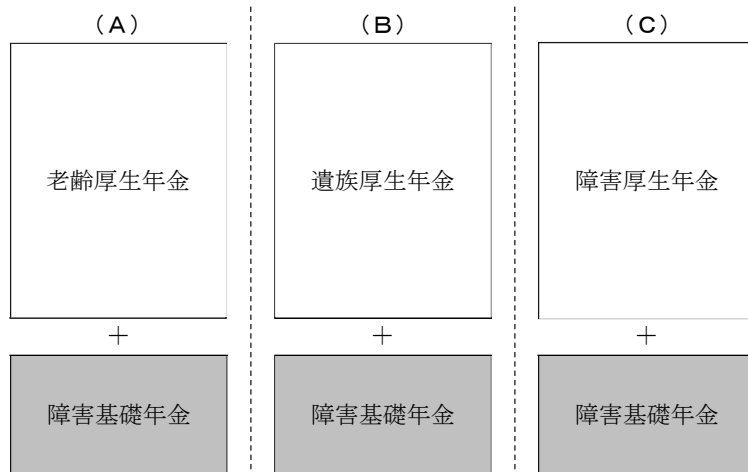 (A)
(B)
(C)
老齢厚生年金
遺族厚生年金
障害厚生年金
+
+
+
障害基礎年金
障害基礎年金
障害基礎年金